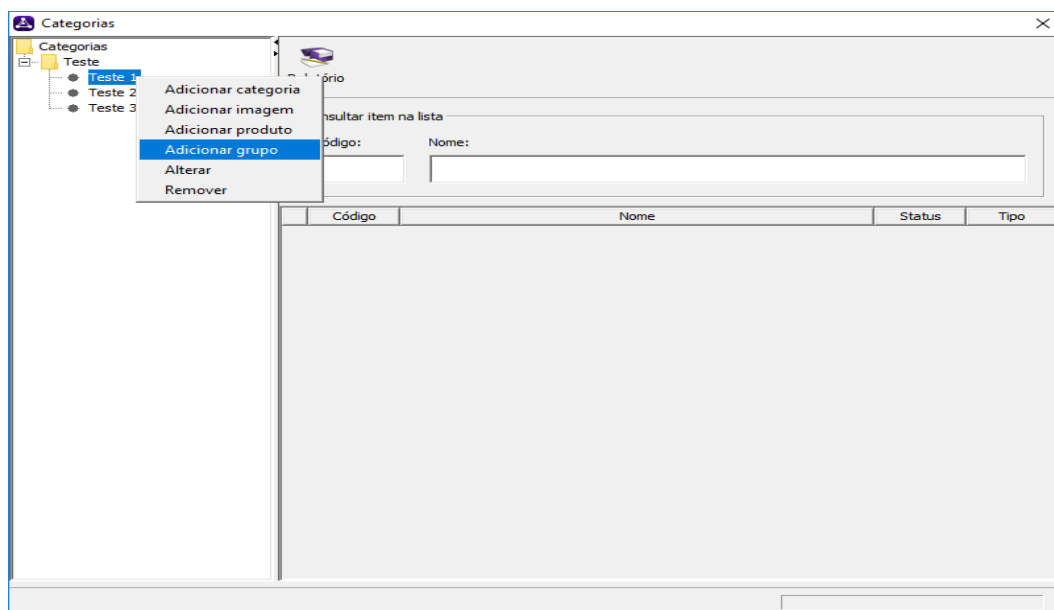 Categorias
Categorias
Teste
Teste 1
Teste 2
Teste 3
Adicionar categoria
Adicionar imagem
Adicionar produto
Adicionar grupo
Alterar
Remover
ório
nsultar item na lista
ódigo:
Nome:
Código
Nome
Status
Tipo